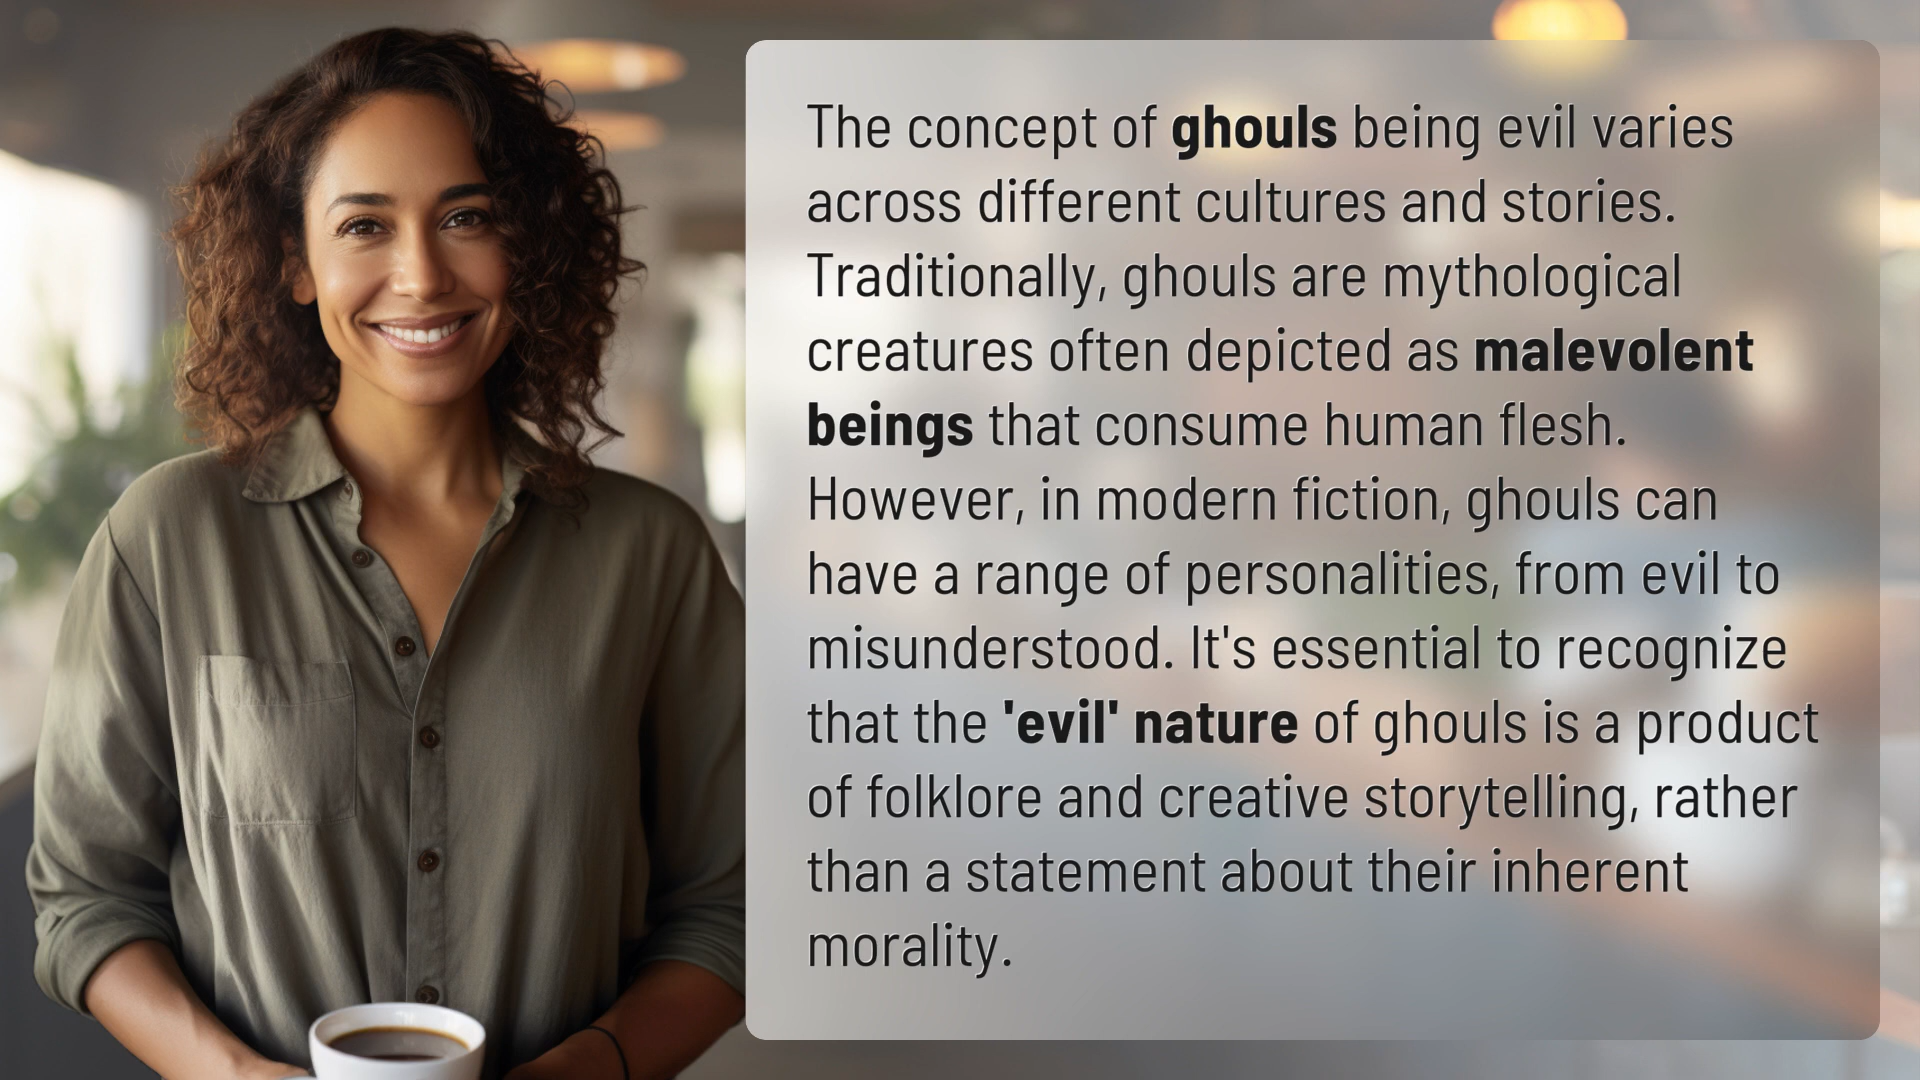 The concept of ghouls being evil varies
across different cultures and stories.
Traditionally, ghouls are mythological
creatures often depicted as malevolent
beings that consume human flesh.
However, in modern fiction, ghouls can
have a range of personalities, from evil to
misunderstood. It's essential to recognize
that the 'evil' nature of ghouls is a product
of folklore and creative storytelling, rather
than a statement about their inherent
morality.